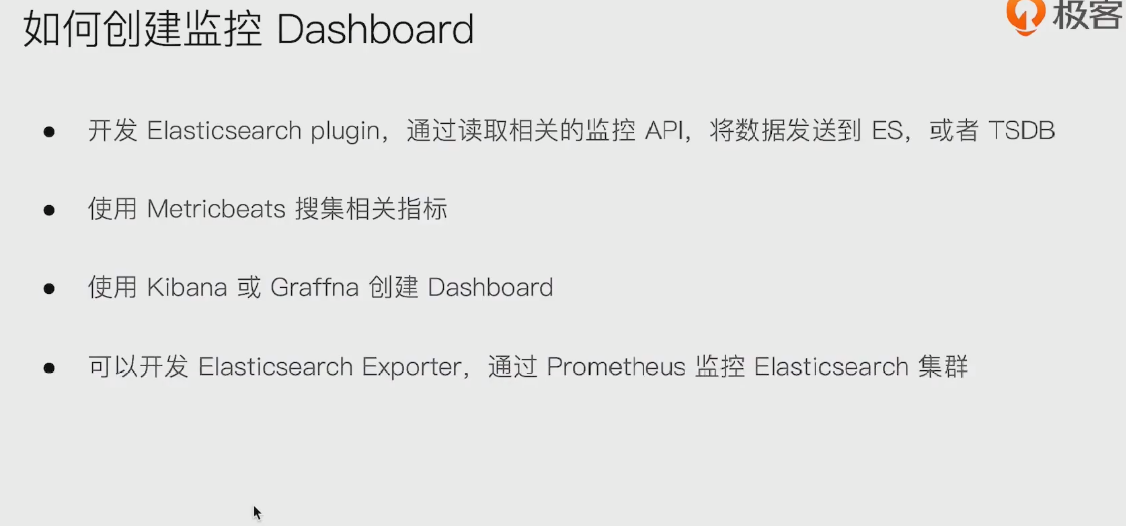 如何创建监控 Dashboard
极客
开发 Elasticsearch plugin，通过读取相关的监控 API，将数据发送到 ES，或者 TSDB
使用 Metricbeats 搜集相关指标
使用 Kibana 或 Graffna 创建 Dashboard
可以开发 Elasticsearch Exporter，通过 Prometheus 监控 Elasticsearch 集群